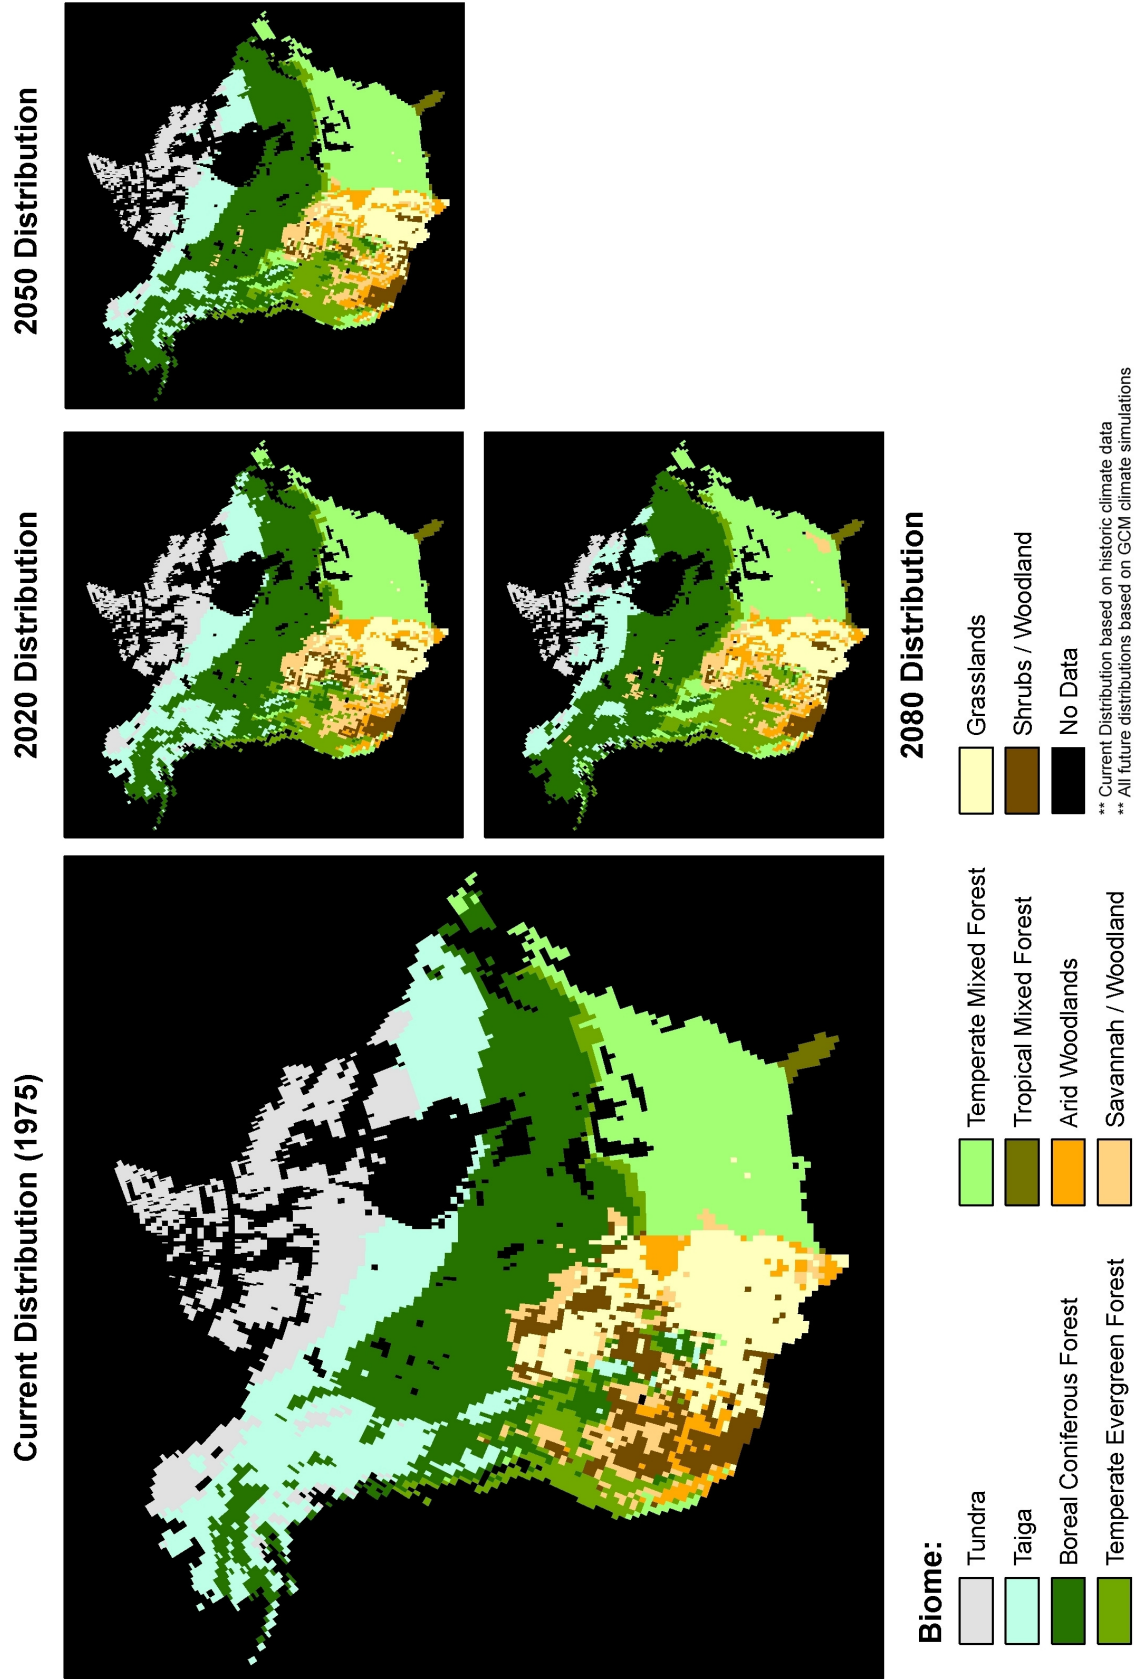 Current Distribution (1975)
2020 Distribution
2050 Distribution
2080 Distribution
Biome:
Tundra
Taiga
Boreal Coniferous Forest
Temperate Evergreen Forest
Temperate Mixed Forest
Tropical Mixed Forest
Arid Woodlands
Savannah / Woodland
Grasslands
Shrubs / Woodland
No Data
** Current Distribution based on historic climate data
** All future distributions based on GCM climate simulations